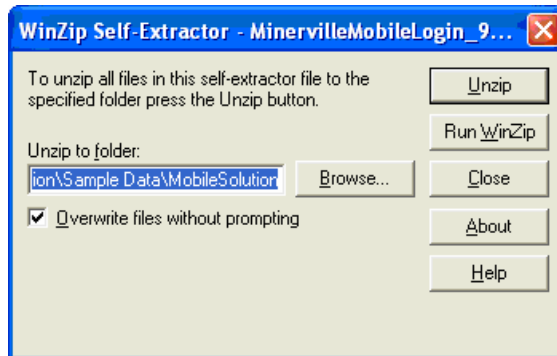 WinZip Self-Extractor - MinervilleMobileLogin_9...
To unzip all files in this self-extractor file to the
specified folder press the Unzip button.
Unzip to folder:
ion\Sample Data\MobileSolution
Browse...
Overwrite files without prompting
Unzip
Run WinZip
Close
About
Help